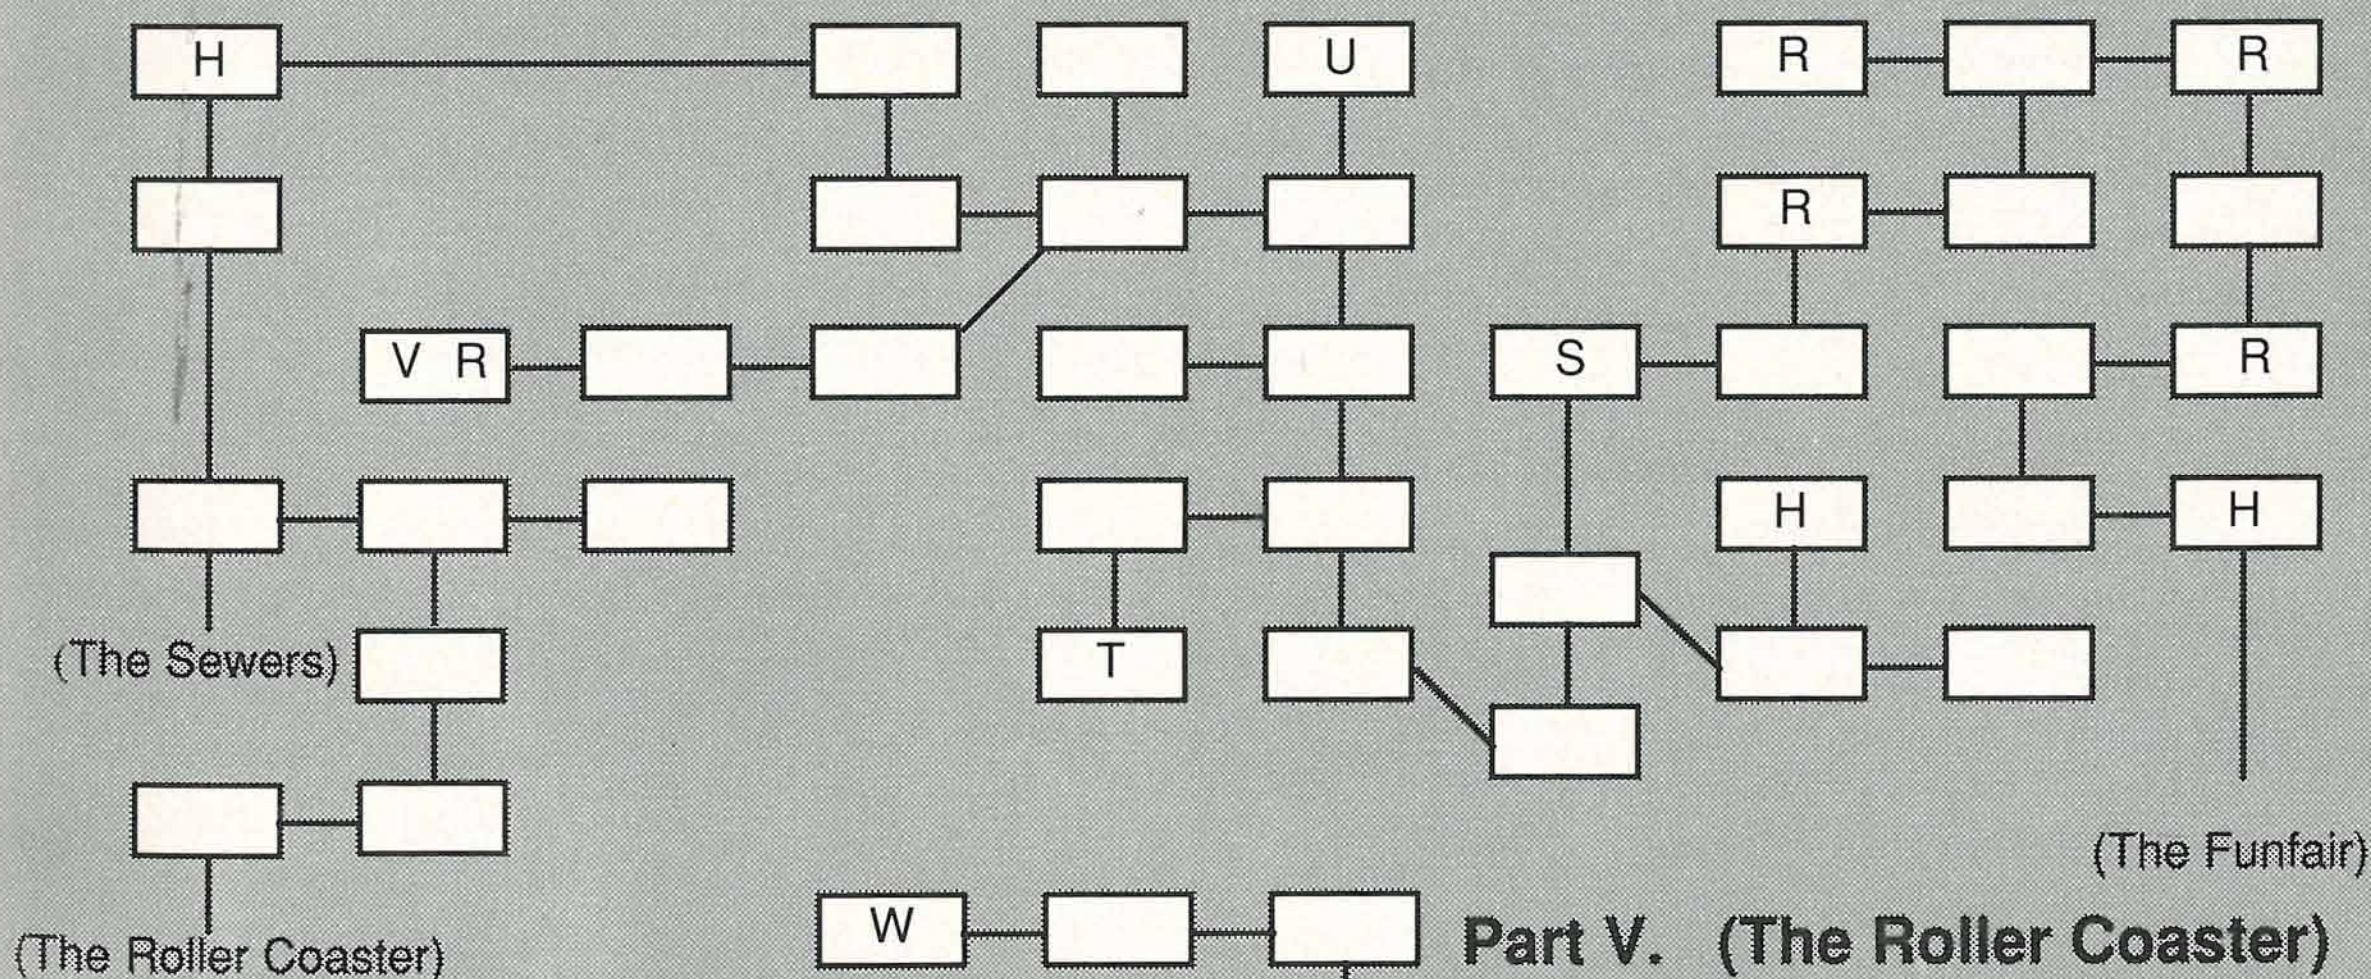 H
U
R
R
R
V R
S
R
H
H
(The Sewers)
T
(The Funfair)
W
Part V. (The Roller Coaster)
(The Roller Coaster)